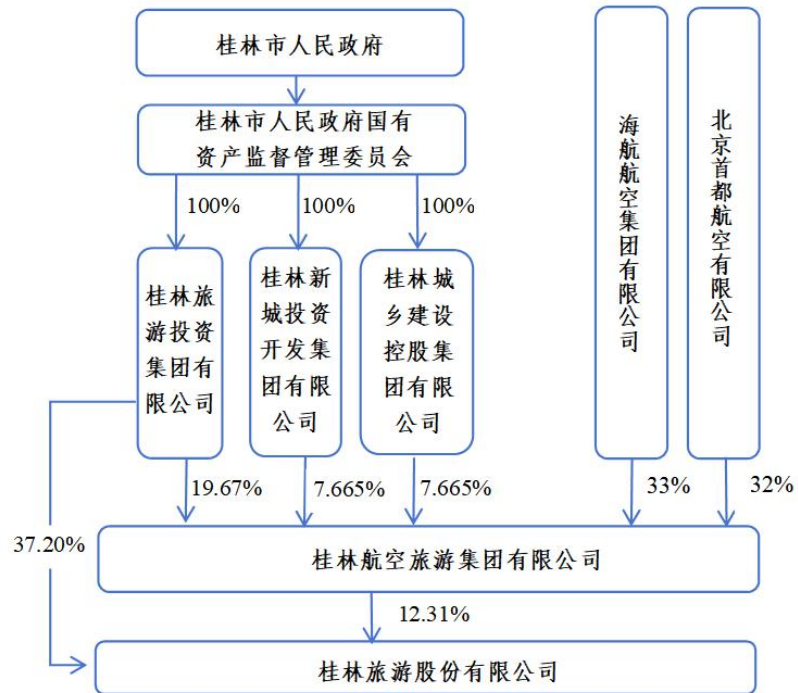 桂林市人民政府
桂林市人民政府国有
资产监督管理委员会
100%
100%
100%
桂林旅
游投资
集团有
限公司
桂林新
城投资
开发集
团有限
公司
桂林城
乡建设
控股集
团有限
公司
海航航空集团有限公司
北京首都航空有限公司
19.67%
7.665%
7.665%
33%
32%
37.20%
桂林航空旅游集团有限公司
12.31%
桂林旅游股份有限公司